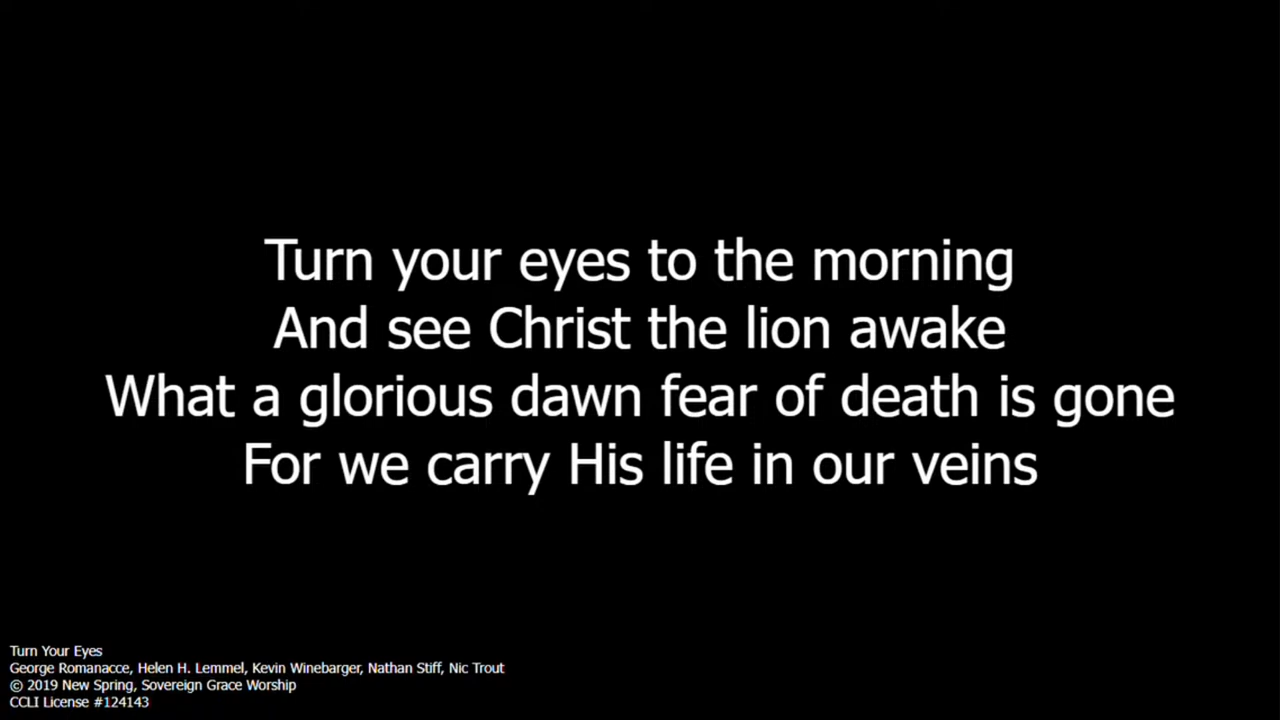 Turn your eyes to the morning
And see Christ the lion awake
What a glorious dawn fear of death is gone
For we carry His life in our veins
Turn Your Eyes
George Romanacce, Helen H. Lemmel, Kevin Winebarger, Nathan Stiff, Nic Trout
© 2019 New Spring, Sovereign Grace Worship
CCLI License #124143